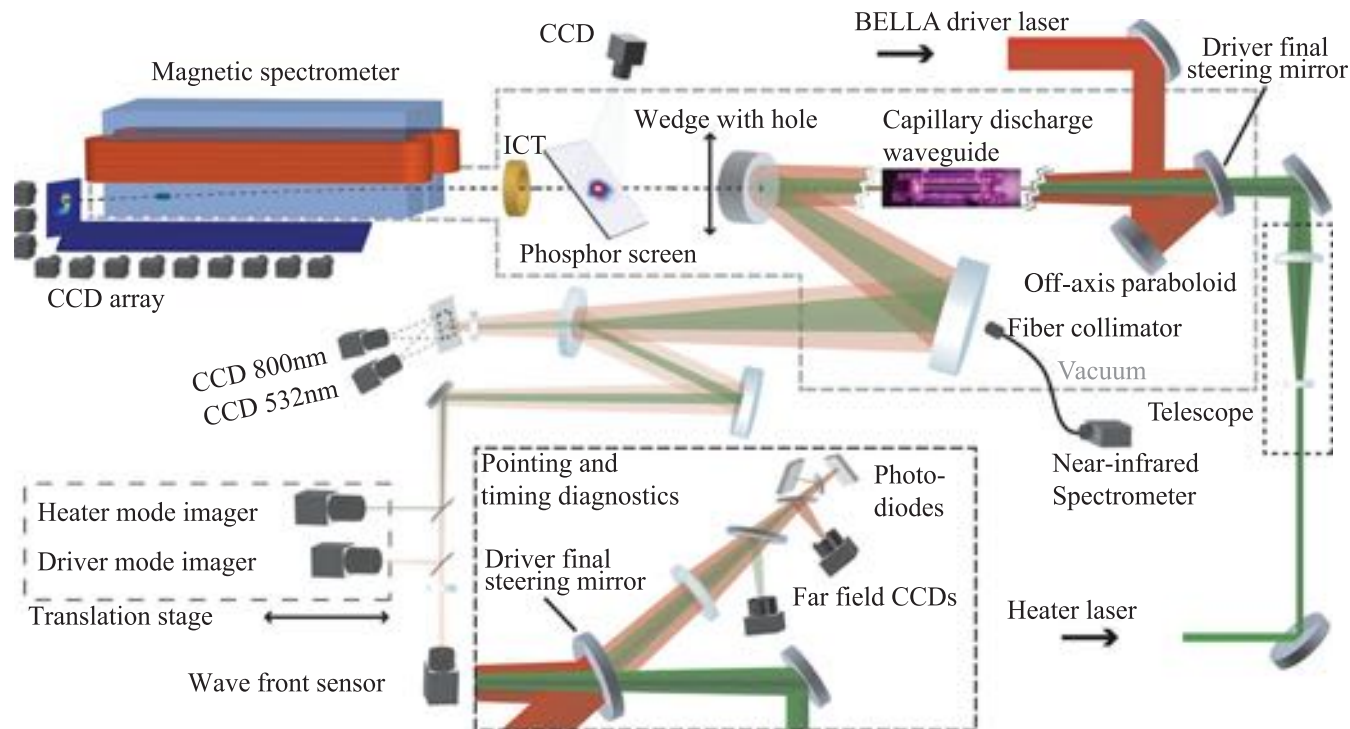 CCD
BELLA driver laser
Driver final
steering mirror
Magnetic spectrometer
ICT
Wedge with hole
Capillary discharge
waveguide
Phosphor screen
CCD array
Off-axis paraboloid
Fiber collimator
CCD 800nm
CCD 532nm
Vacuum
Telescope
Near-infrared
Spectrometer
Pointing and
timing diagnostics
Photo-
diodes
Heater mode imager
Driver mode imager
Driver final
steering mirror
Far field CCDs
Translation stage
Heater laser
Wave front sensor